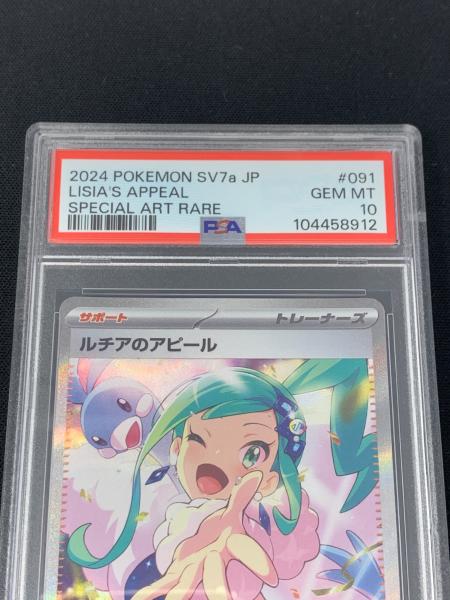 2024 POKEMON SV7a JP #091
LISIA'S APPEAL GEM MT
SPECIAL ART RARE PSA 10
104458912
サポート トレーナーズ
ルチアのアピール